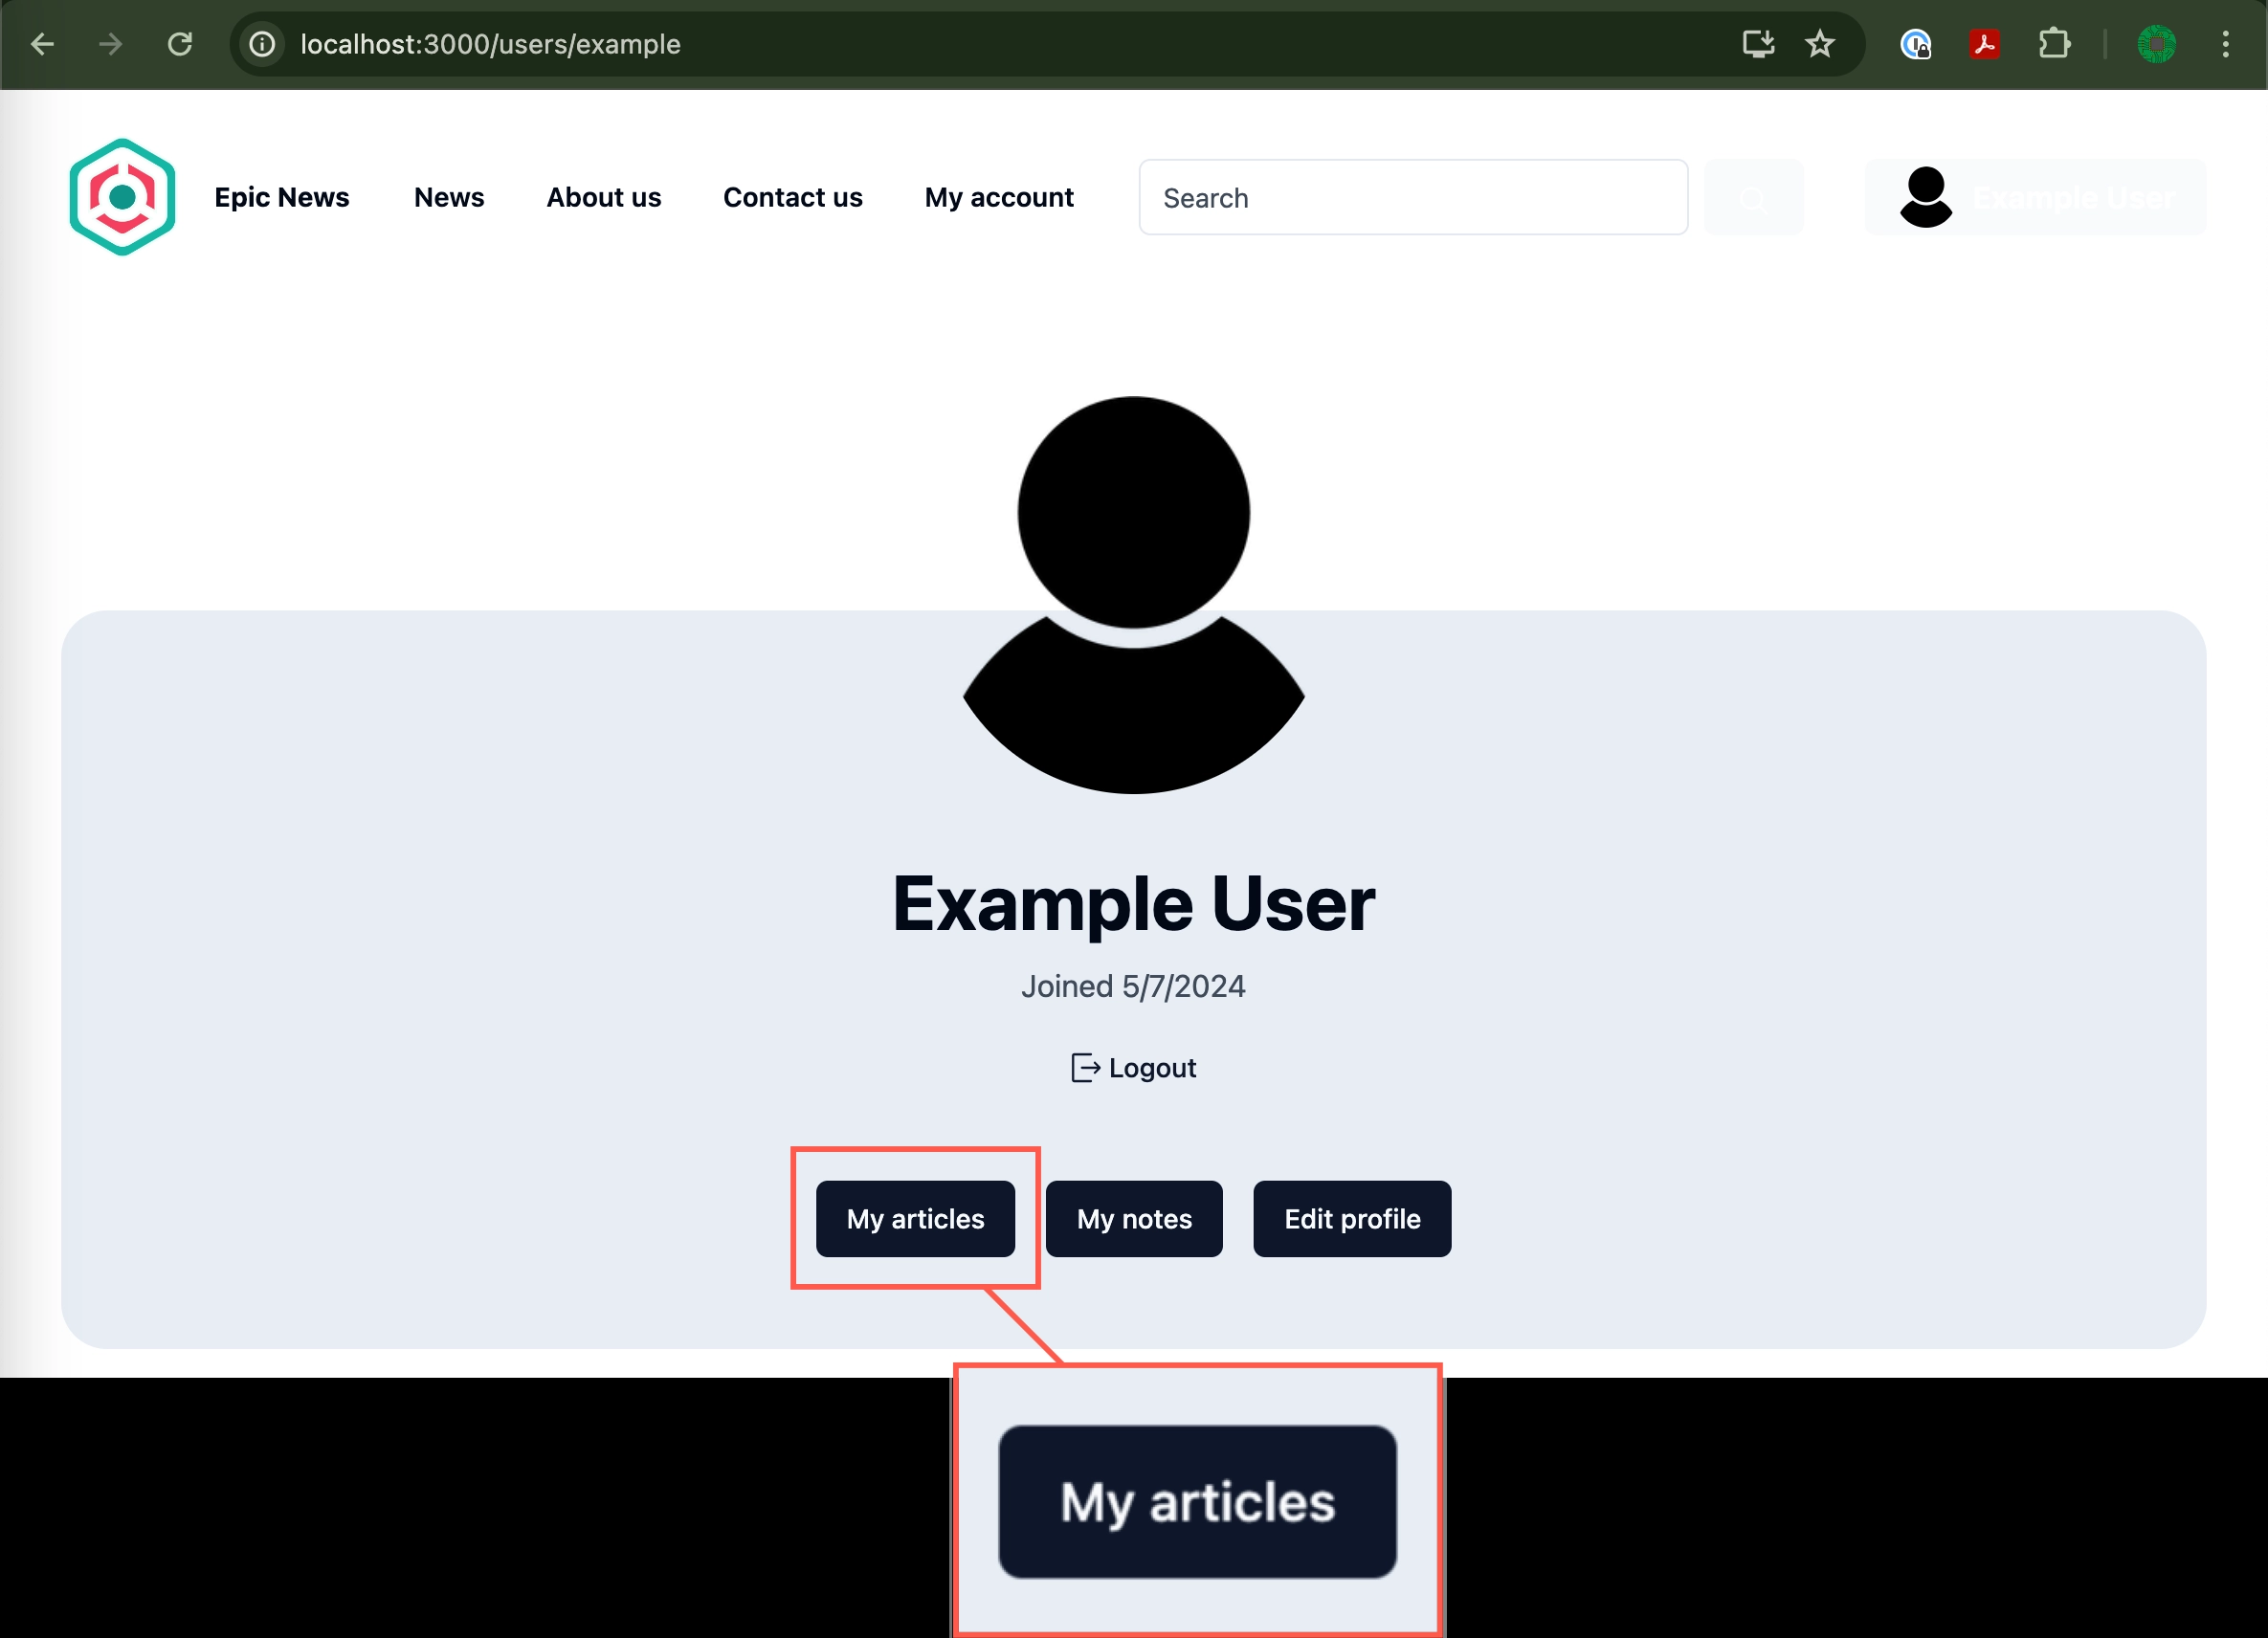 localhost:3000/users/example
Epic News
News
About us
Contact us
My account
Search
Example User
Example User
Joined 5/7/2024
Logout
My articles
My notes
Edit profile
My articles